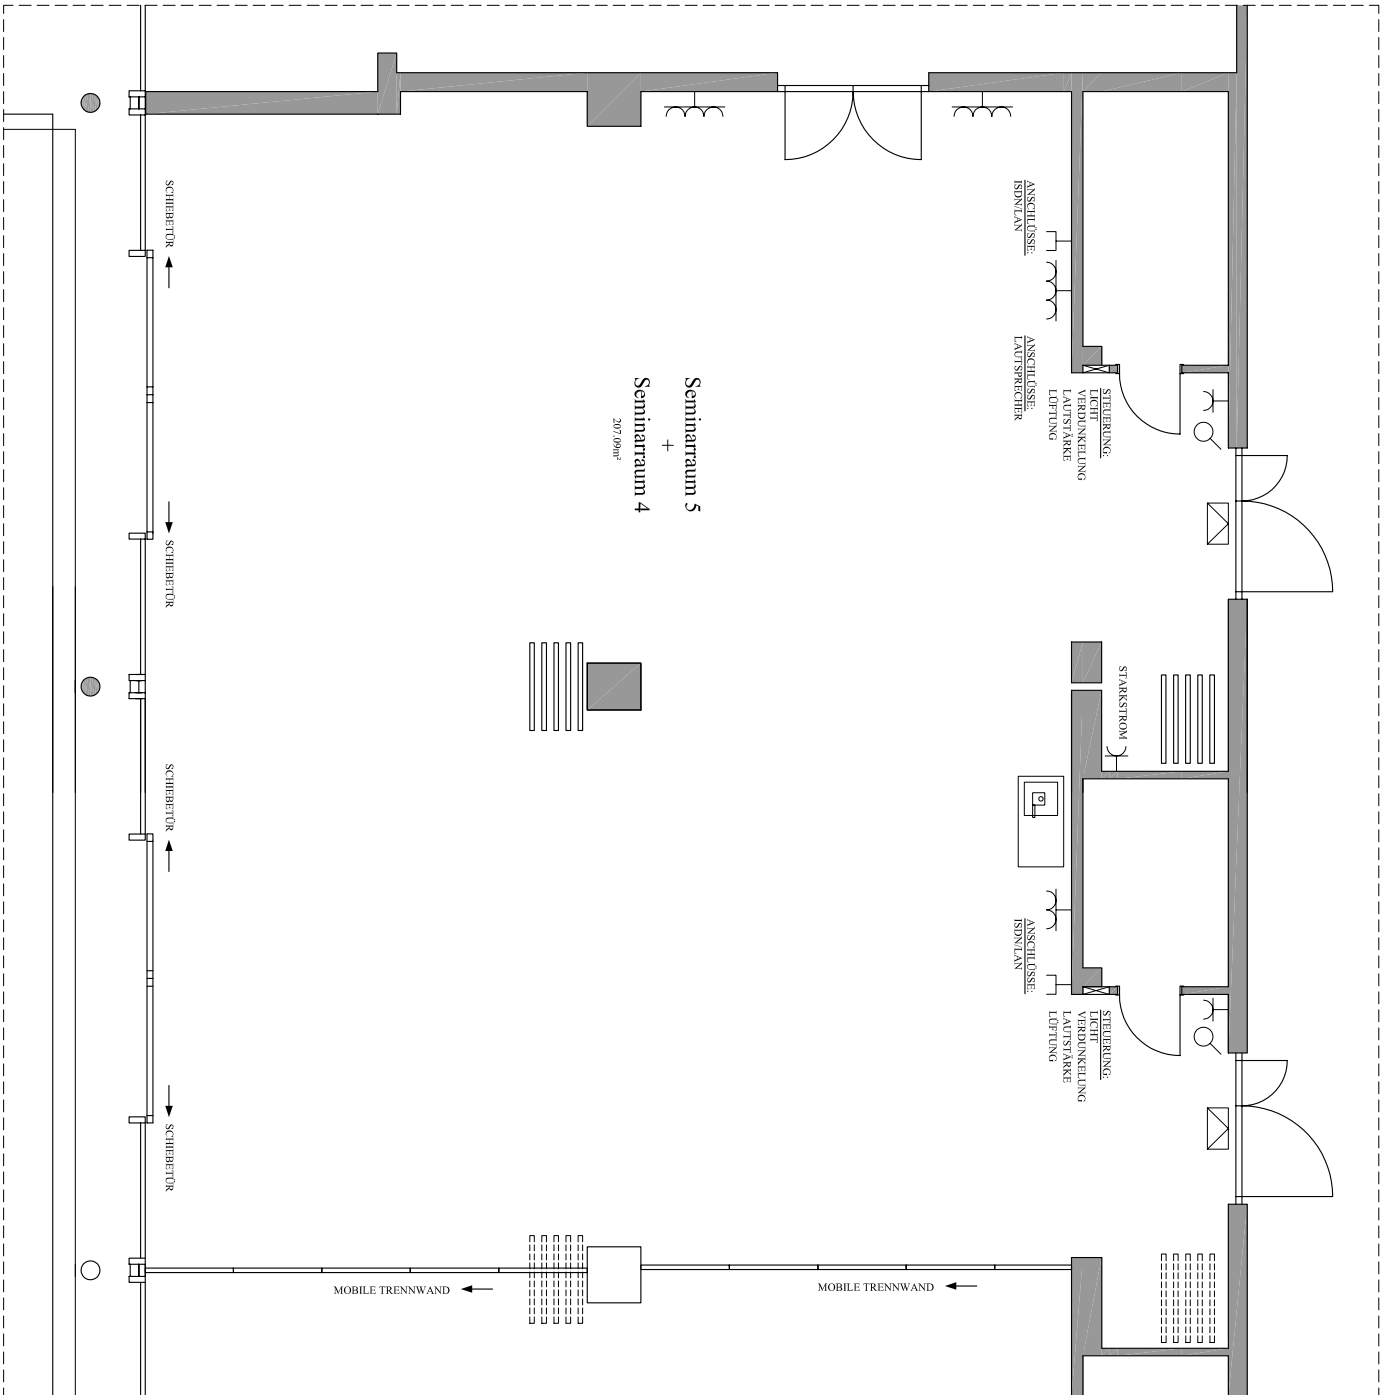 SCHIEBETÜR
ANSCHLÜSSE:
ISDN/LAN
ANSCHLÜSSE:
LAUTSPRECHER
STEUERUNG:
LICHT
VERDUNKELUNG
LAUTSTÄRKE
LÜFTUNG
Seminarraum 5
+
Seminarraum 4
207.09m²
SCHIEBETÜR
STARKSTROM
SCHIEBETÜR
ANSCHLÜSSE:
ISDN/LAN
STEUERUNG:
LICHT
VERDUNKELUNG
LAUTSTÄRKE
LÜFTUNG
SCHIEBETÜR
MOBILE TRENNWAND
MOBILE TRENNWAND